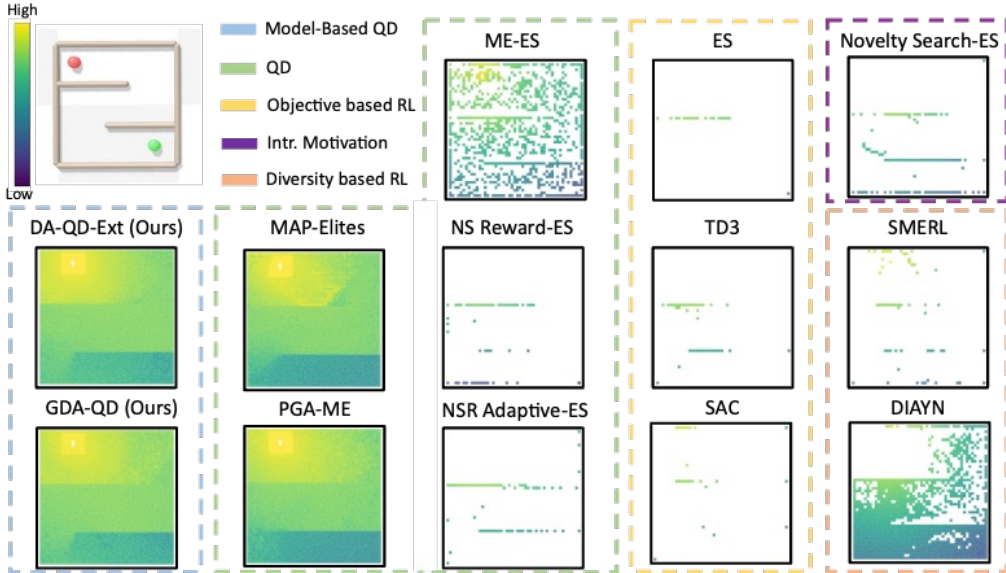 High
Low
Model-Based QD
QD
Objective based RL
Intr. Motivation
Diversity based RL
ME-ES
ES
Novelty Search-ES
DA-QD-Ext (Ours)
MAP-Elites
NS Reward-ES
TD3
SMERL
GDA-QD (Ours)
PGA-ME
NSR Adaptive-ES
SAC
DIAYN